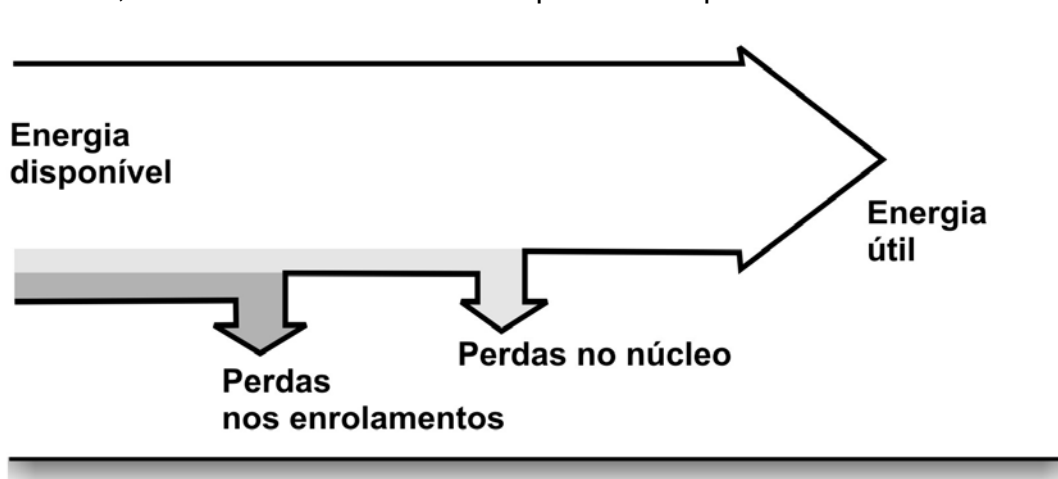 Energia
disponível
Energia
útil
Perdas no núcleo
Perdas
nos enrolamentos